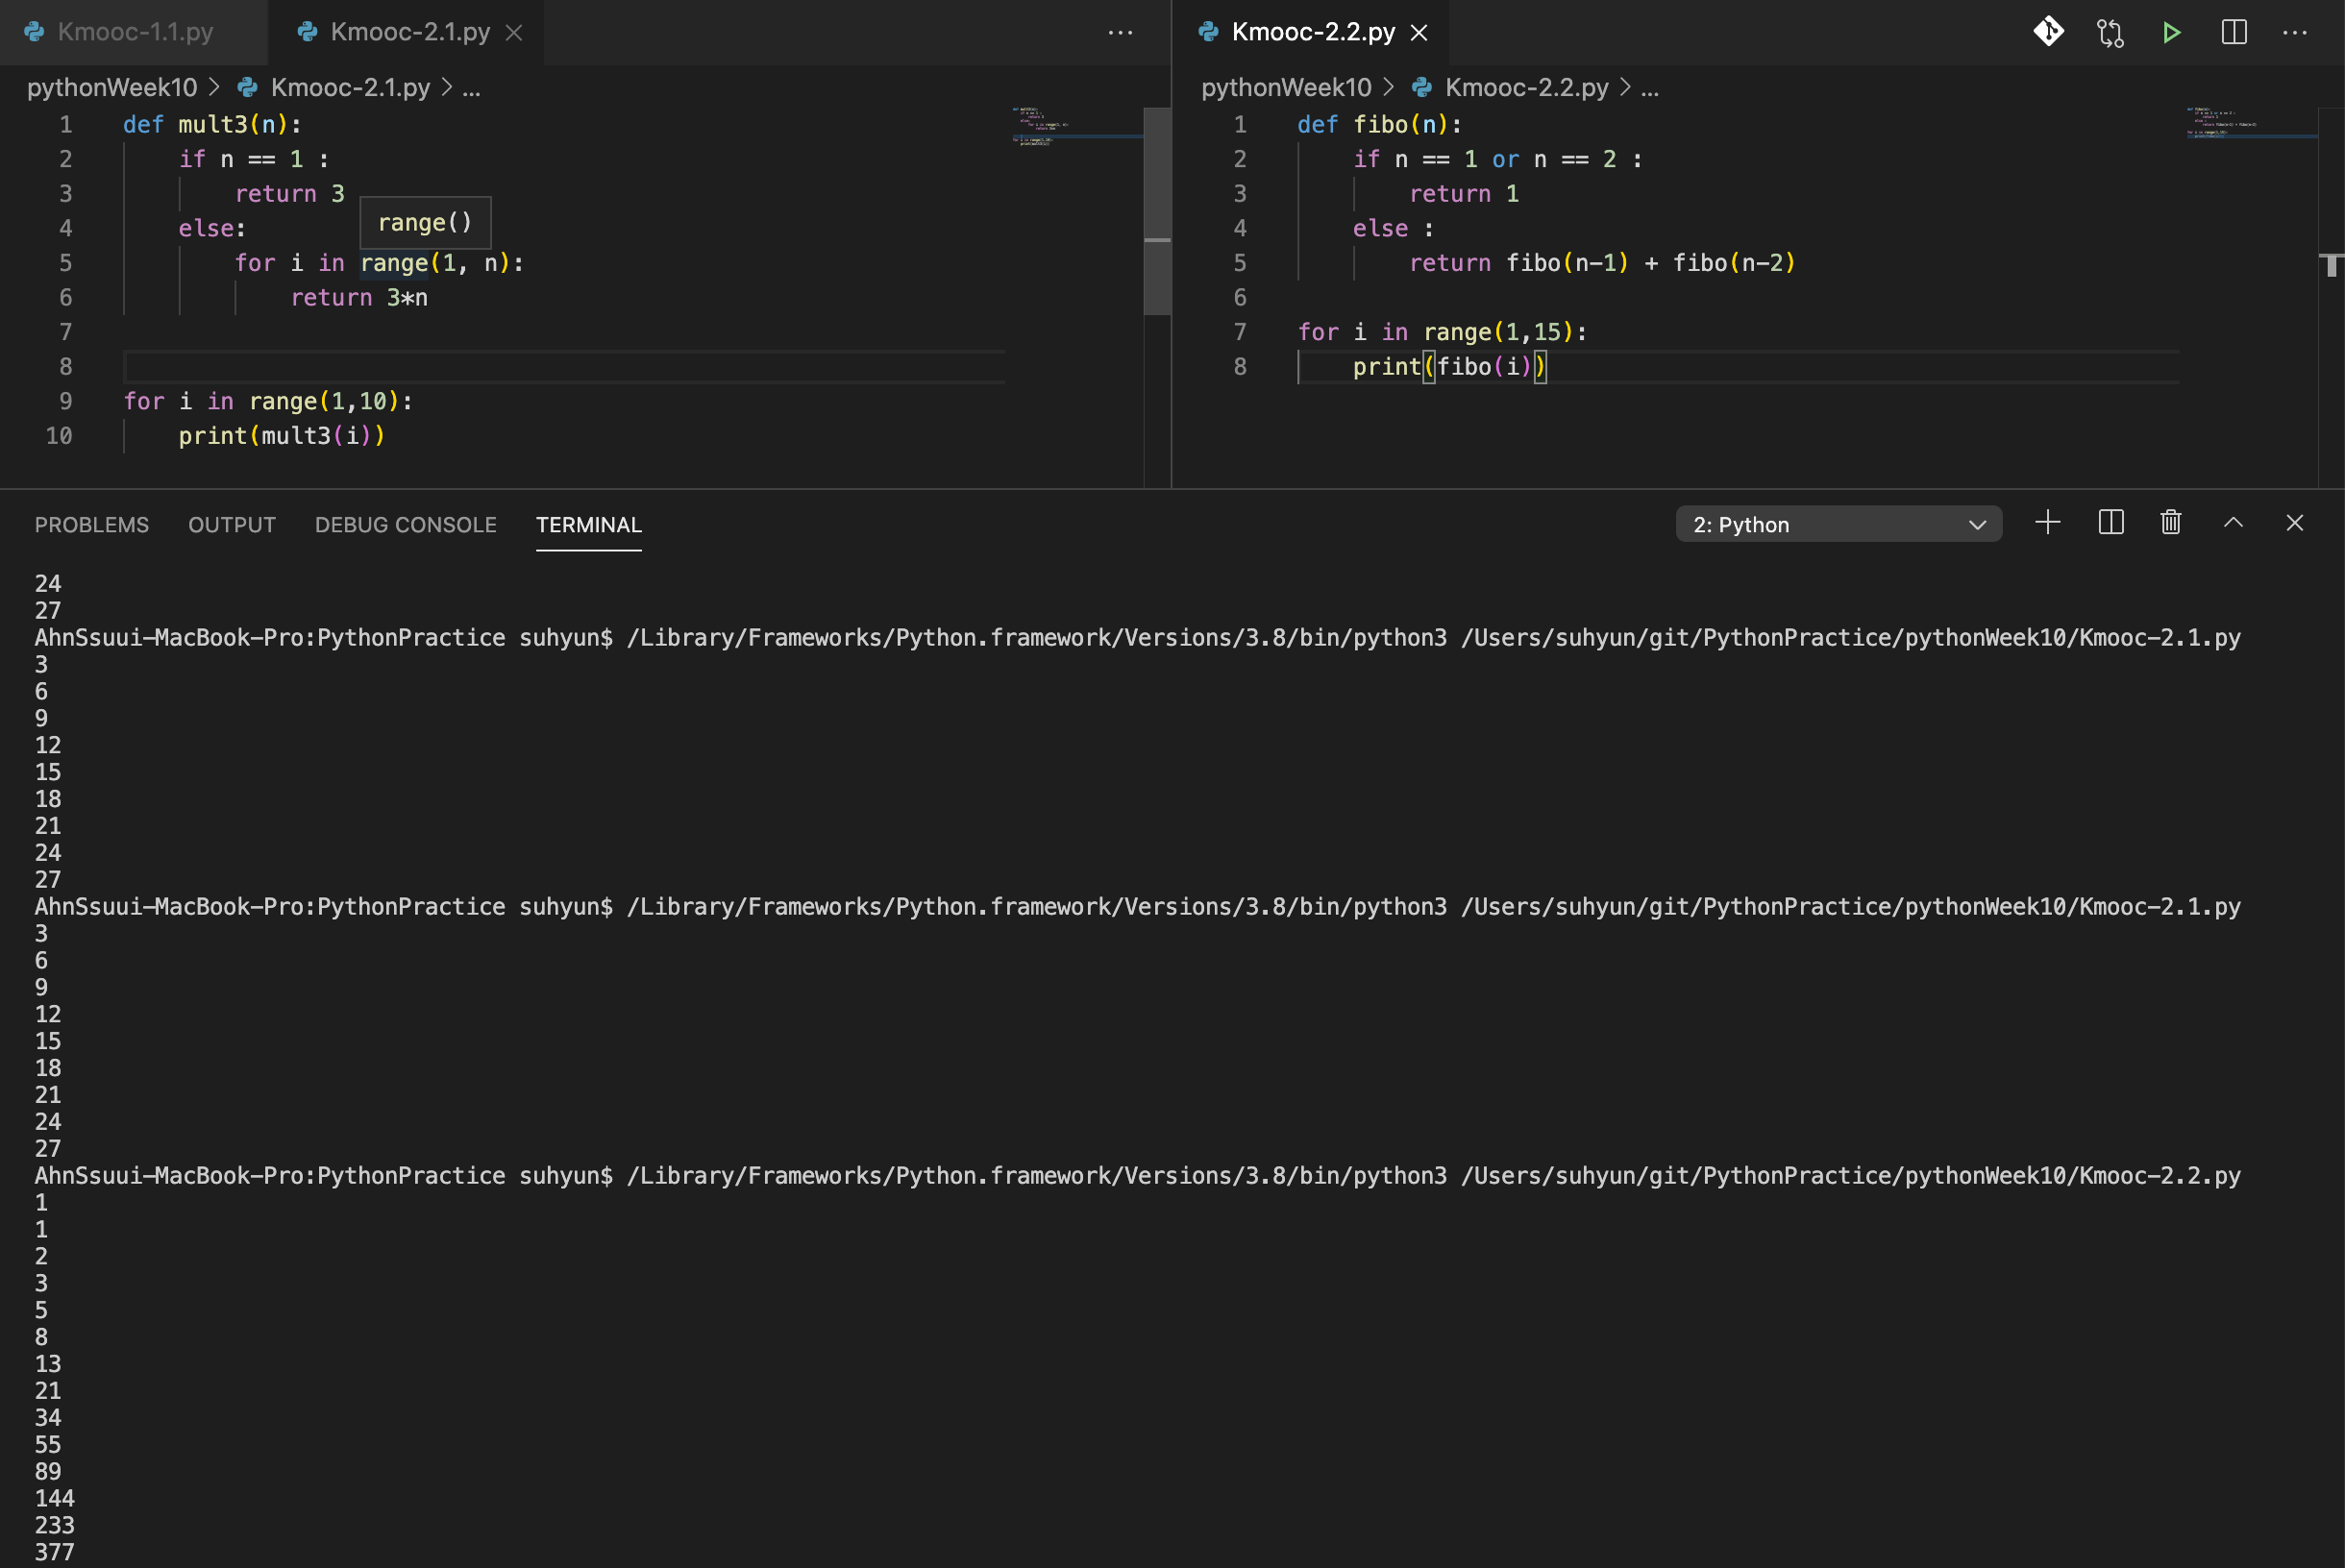 Kmooc-1.1.py
Kmooc-2.1.py
pythonWeek10 > Kmooc-2.1.py > ...
1 def mult3(n):
2 if n == 1 :
3 return 3
range()
4 else:
5 for i in range(1, n):
6 return 3*n
7
8
9 for i in range(1,10):
10 print(mult3(i))
Kmooc-2.2.py
pythonWeek10 > Kmooc-2.2.py > ...
1 def fibo(n):
2 if n == 1 or n == 2 :
3 return 1
4 else :
5 return fibo(n-1) + fibo(n-2)
6
7 for i in range(1,15):
8 print(fibo(i))
PROBLEMS OUTPUT DEBUG CONSOLE TERMINAL 2: Python
24
27
AhnSsuui-MacBook-Pro:PythonPractice suhyun$ /Library/Frameworks/Python.framework/Versions/3.8/bin/python3 /Users/suhyun/git/PythonPractice/pythonWeek10/Kmooc-2.1.py
3
6
9
12
15
18
21
24
27
AhnSsuui-MacBook-Pro:PythonPractice suhyun$ /Library/Frameworks/Python.framework/Versions/3.8/bin/python3 /Users/suhyun/git/PythonPractice/pythonWeek10/Kmooc-2.1.py
3
6
9
12
15
18
21
24
27
AhnSsuui-MacBook-Pro:PythonPractice suhyun$ /Library/Frameworks/Python.framework/Versions/3.8/bin/python3 /Users/suhyun/git/PythonPractice/pythonWeek10/Kmooc-2.2.py
1
1
2
3
5
8
13
21
34
55
89
144
233
377